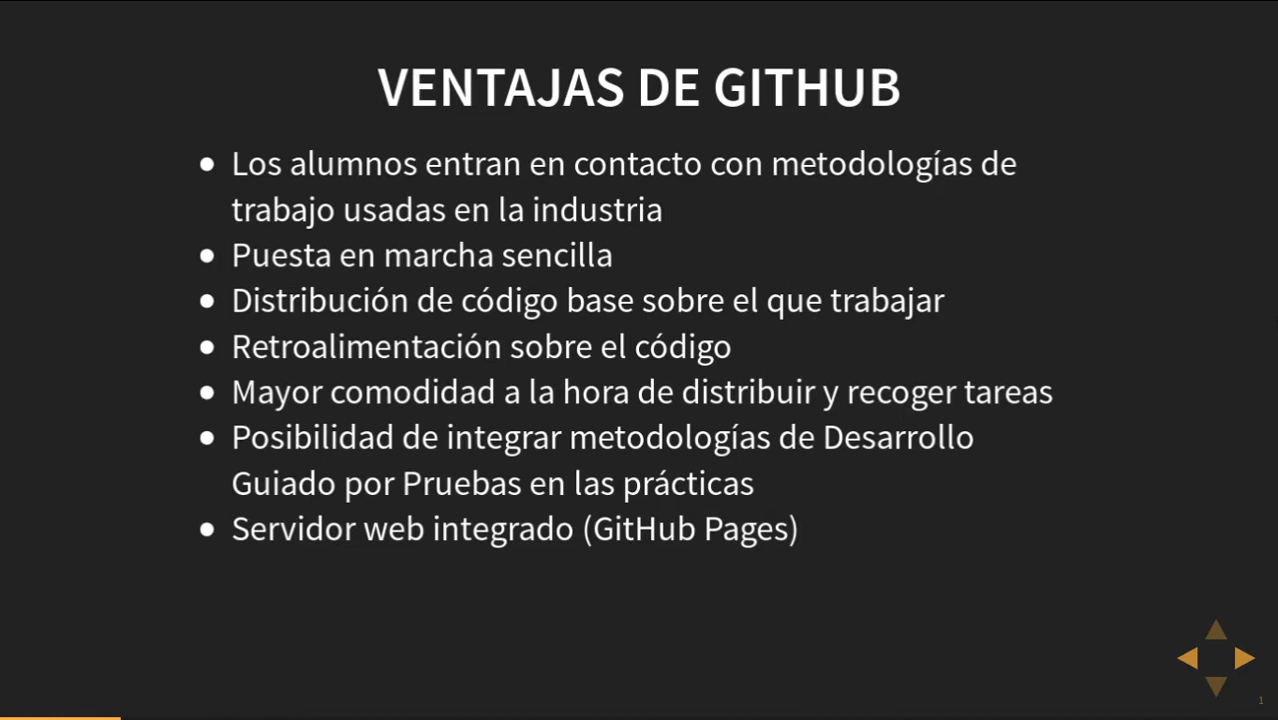 VENTAJAS DE GITHUB
Los alumnos entran en contacto con metodologías de
trabajo usadas en la industria
Puesta en marcha sencilla
Distribución de código base sobre el que trabajar
Retroalimentación sobre el código
Mayor comodidad a la hora de distribuir y recoger tareas
Posibilidad de integrar metodologías de Desarrollo
Guiado por Pruebas en las prácticas
Servidor web integrado (GitHub Pages)
1